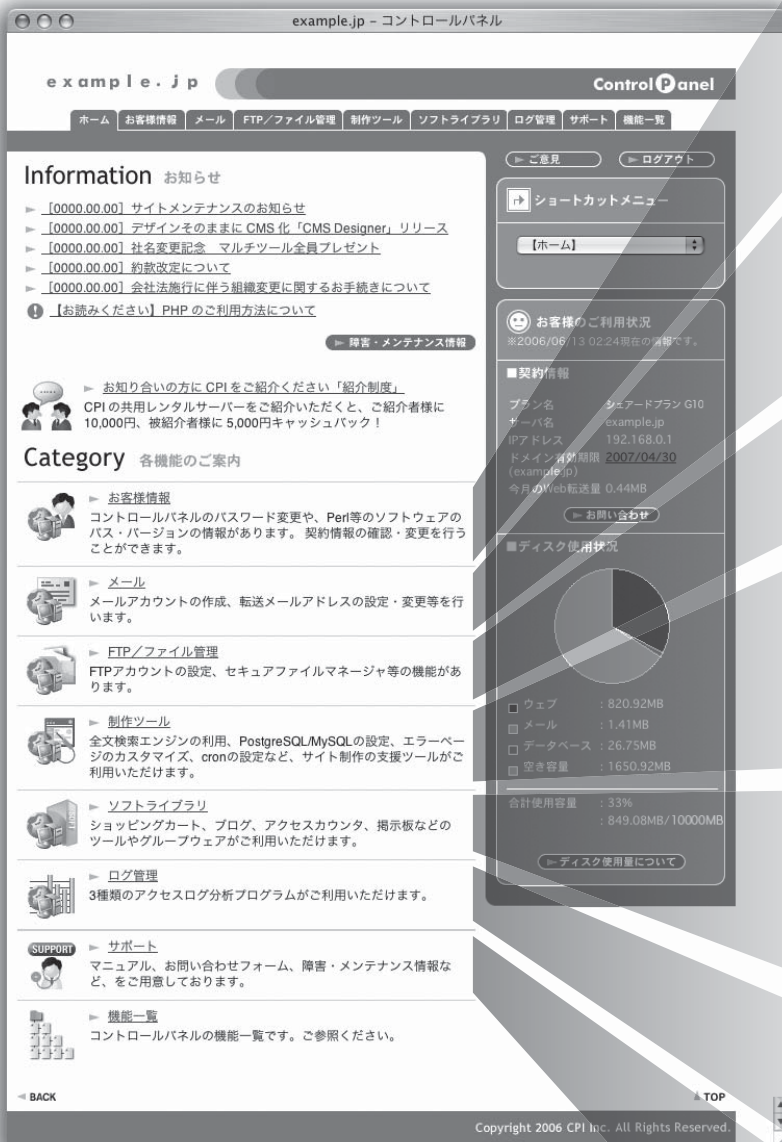 example.jp – コントロールパネル
example.jp
Control Panel
ホーム
お客様情報
メール
FTP／ファイル管理
制作ツール
ソフトライブラリ
ログ管理
サポート
機能一覧
Information お知らせ
[0000.00.00] サイトメンテナンスのお知らせ
[0000.00.00] デザインそのままに CMS 化「CMS Designer」リリース
[0000.00.00] 社名変更記念 マルチツール全員プレゼント
[0000.00.00] 約款改定について
[0000.00.00] 会社法施行に伴う組織変更に関するお手続きについて
【お読みください】PHP のご利用方法について
障害・メンテナンス情報
お知り合いの方に CPI をご紹介ください「紹介制度」
CPI の共用レンタルサーバーをご紹介いただくと、ご紹介者様に
10,000円、被紹介者様に 5,000円キャッシュバック！
Category 各機能のご案内
お客様情報
コントロールパネルのパスワード変更や、Perl等のソフトウェアの
パス・バージョンの情報があります。 契約情報の確認・変更を行う
ことができます。
メール
メールアカウントの作成、転送メールアドレスの設定・変更等を行
います。
FTP／ファイル管理
FTPアカウントの設定、セキュアファイルマネージャ等の機能があ
ります。
制作ツール
全文検索エンジンの利用、PostgreSQL/MySQLの設定、エラーペー
ジのカスタマイズ、cronの設定など、サイト制作の支援ツールがご
利用いただけます。
ソフトライブラリ
ショッピングカート、ブログ、アクセスカウンタ、掲示板などの
ツールやグループウェアがご利用いただけます。
ログ管理
3種類のアクセスログ分析プログラムがご利用いただけます。
SUPPORT
サポート
マニュアル、お問い合わせフォーム、障害・メンテナンス情報な
ど、をご用意しております。
機能一覧
コントロールパネルの機能一覧です。ご参照ください。
BACK
TOP
ご意見
ログアウト
ショートカットメニュー
【ホーム】
お客様のご利用状況
※2006/06/13 02:24現在の情報です。
■契約情報
プラン名 シェアードプラン G10
サーバ名 example.jp
IPアドレス 192.168.0.1
ドメイン有効期限 2007/04/30
(example.jp)
今月のWeb転送量 0.44MB
お問い合わせ
■ディスク使用状況
ウェブ : 820.92MB
メール : 1.41MB
データベース : 26.75MB
空き容量 : 1650.92MB
合計使用容量 : 33%
: 849.08MB/10000MB
ディスク使用量について
Copyright 2006 CPI Inc. All Rights Reserved.